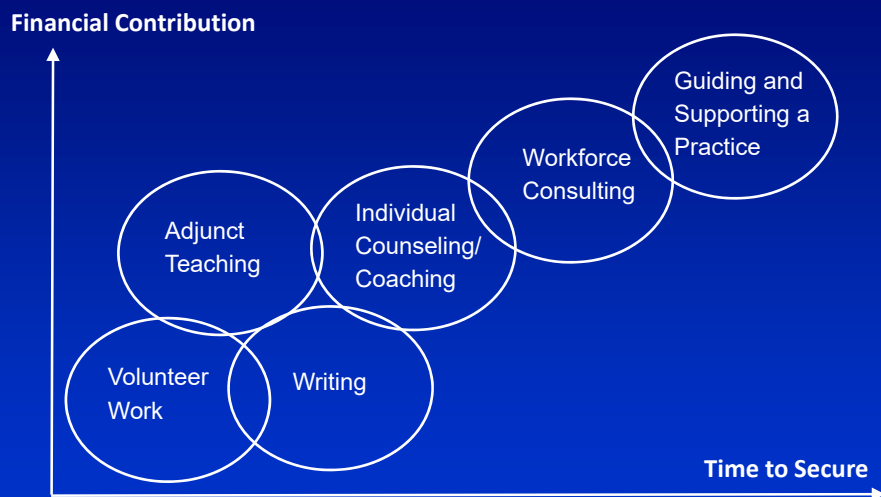 Financial Contribution
Guiding and
Supporting a
Practice
Workforce
Consulting
Individual
Counseling/
Coaching
Adjunct
Teaching
Volunteer
Work
Writing
Time to Secure